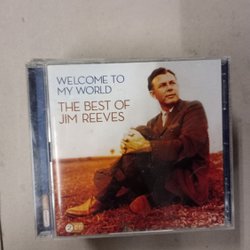 WELCOME TO
MY WORLD
THE BEST OF
JIM REEVES